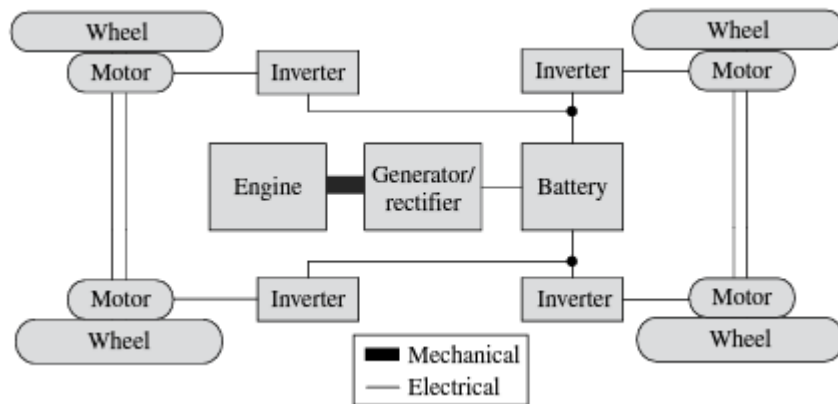 Wheel
Wheel
Motor
Inverter
Inverter
Motor
Engine
Generator/
rectifier
Battery
Motor
Inverter
Inverter
Motor
Wheel
Wheel
Mechanical
Electrical